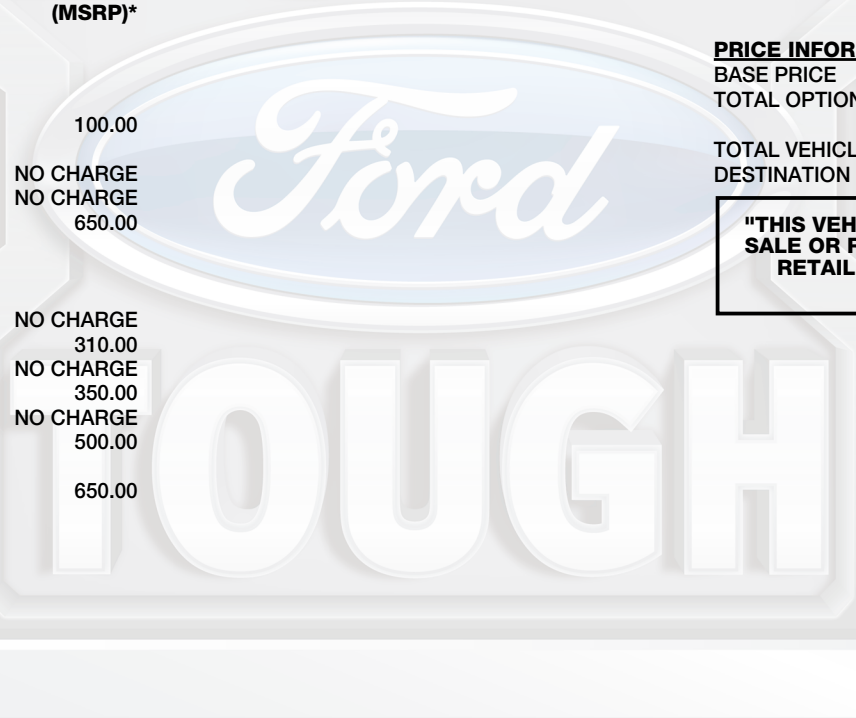 (MSRP)*
100.00
NO CHARGE
NO CHARGE
650.00
NO CHARGE
310.00
NO CHARGE
350.00
NO CHARGE
500.00
650.00
PRICE INFOR
BASE PRICE
TOTAL OPTION
TOTAL VEHICL
DESTINATION
"THIS VEH
SALE OR F
RETAIL
Ford
TOUGH